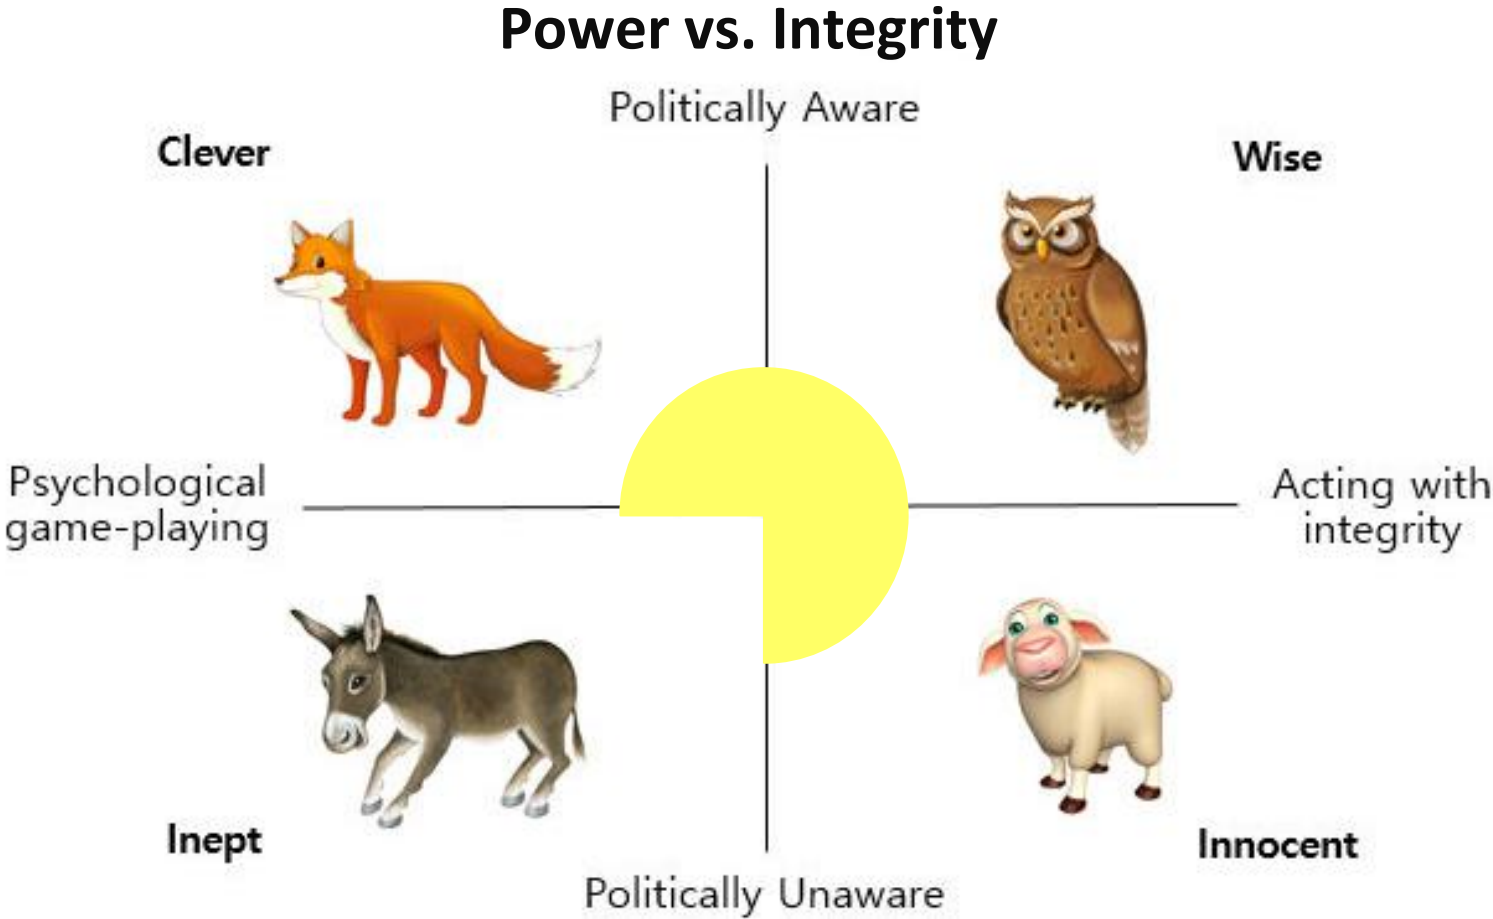 Power vs. Integrity
Politically Aware
Clever
Wise
Psychological
game-playing
Acting with
integrity
Inept
Innocent
Politically Unaware